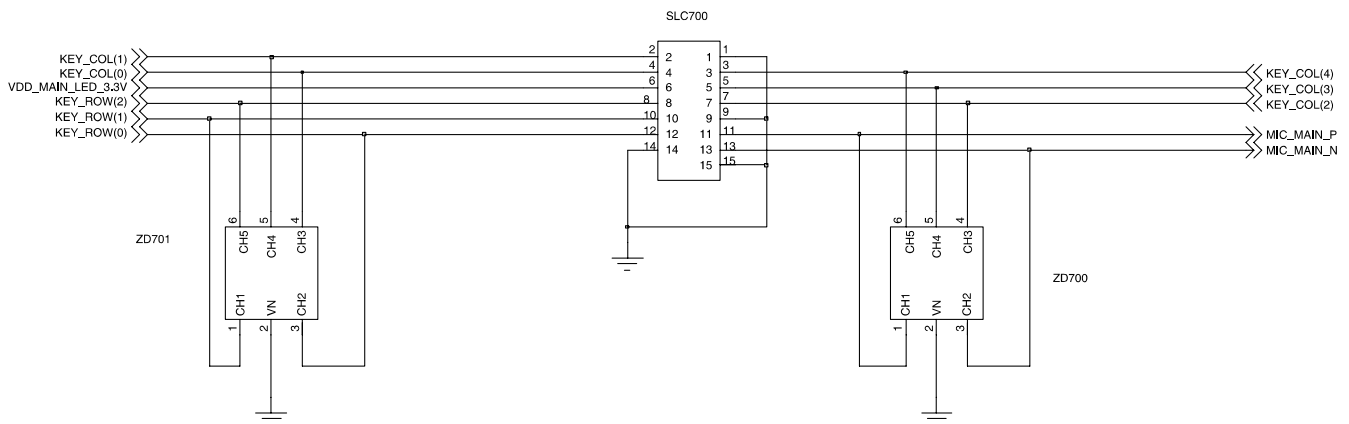 SLC700
KEY_COL(1)
KEY_COL(0)
VDD_MAIN_LED_3.3V
KEY_ROW(2)
KEY_ROW(1)
KEY_ROW(0)
2 2 1 1
4 4 3 3
6 6 5 5
8 8 7 7
10 10 9 9
12 12 11 11
14 14 13 13
15 15
KEY_COL(4)
KEY_COL(3)
KEY_COL(2)
MIC_MAIN_P
MIC_MAIN_N
ZD701
6 5 4
CH5 CH4 CH3
CH1 VN CH2
1 2 3
6 5 4
CH5 CH4 CH3
CH1 VN CH2
1 2 3
ZD700